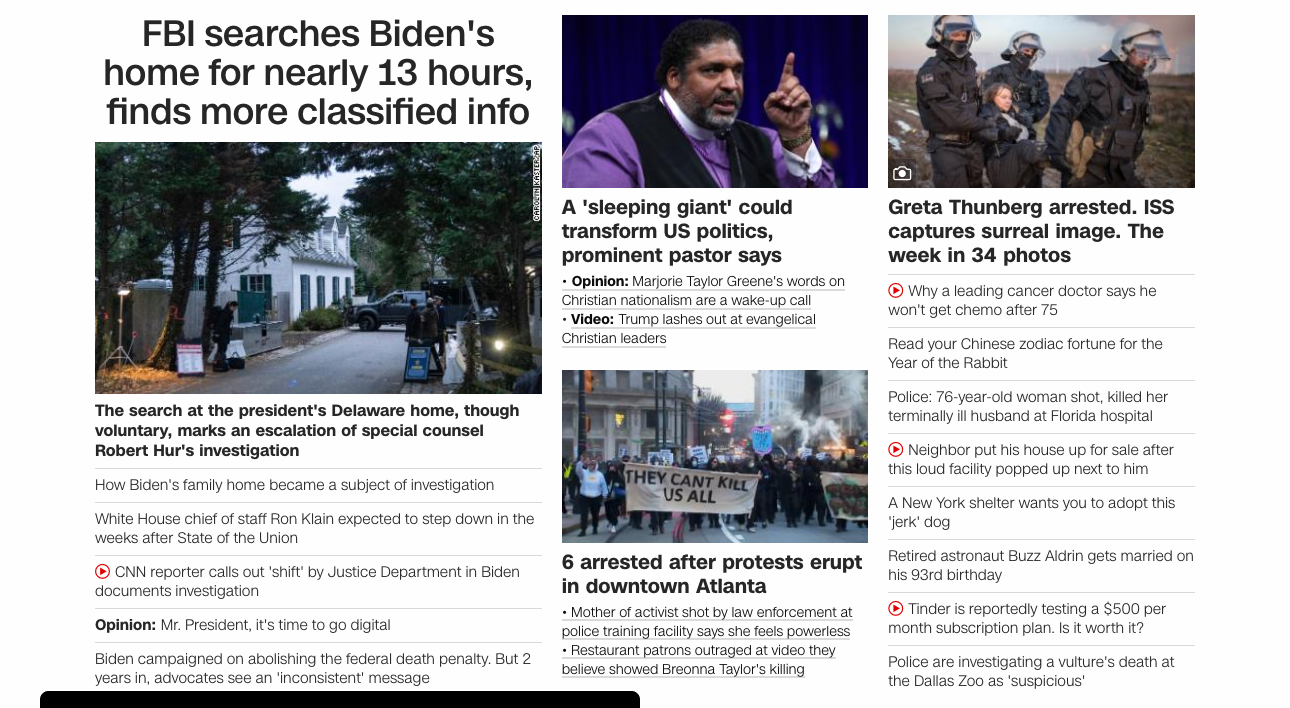 FBI searches Biden's
home for nearly 13 hours,
finds more classified info
CAROLYN KASTER/AP
The search at the president's Delaware home, though
voluntary, marks an escalation of special counsel
Robert Hur's investigation
How Biden's family home became a subject of investigation
White House chief of staff Ron Klain expected to step down in the
weeks after State of the Union
CNN reporter calls out 'shift' by Justice Department in Biden
documents investigation
Opinion: Mr. President, it's time to go digital
Biden campaigned on abolishing the federal death penalty. But 2
years in, advocates see an 'inconsistent' message
A 'sleeping giant' could
transform US politics,
prominent pastor says
• Opinion: Marjorie Taylor Greene's words on
Christian nationalism are a wake-up call
• Video: Trump lashes out at evangelical
Christian leaders
THEY CANT KILL
US ALL
6 arrested after protests erupt
in downtown Atlanta
• Mother of activist shot by law enforcement at
police training facility says she feels powerless
• Restaurant patrons outraged at video they
believe showed Breonna Taylor's killing
Greta Thunberg arrested. ISS
captures surreal image. The
week in 34 photos
Why a leading cancer doctor says he
won't get chemo after 75
Read your Chinese zodiac fortune for the
Year of the Rabbit
Police: 76-year-old woman shot, killed her
terminally ill husband at Florida hospital
Neighbor put his house up for sale after
this loud facility popped up next to him
A New York shelter wants you to adopt this
'jerk' dog
Retired astronaut Buzz Aldrin gets married on
his 93rd birthday
Tinder is reportedly testing a $500 per
month subscription plan. Is it worth it?
Police are investigating a vulture's death at
the Dallas Zoo as 'suspicious'